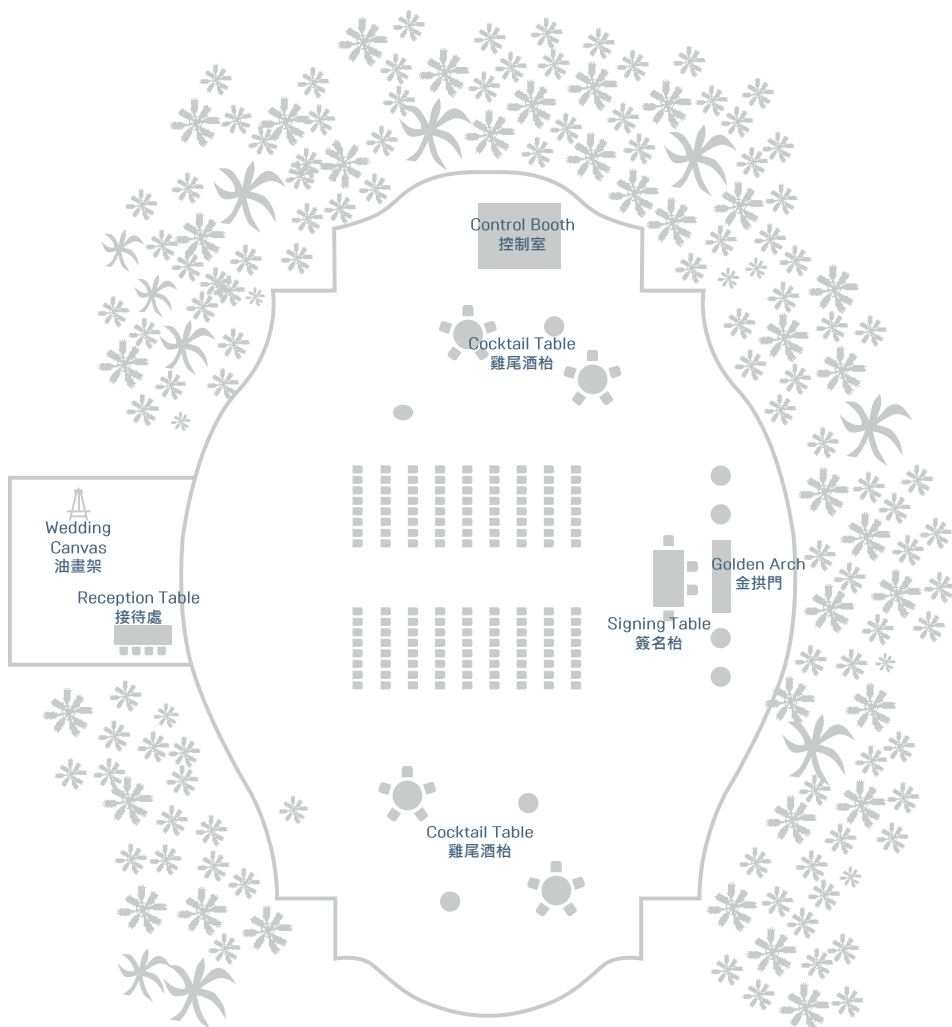 Control Booth
控制室
Cocktail Table
雞尾酒枱
Wedding
Canvas
油畫架
Reception Table
接待處
Golden Arch
金拱門
Signing Table
簽名枱
Cocktail Table
雞尾酒枱